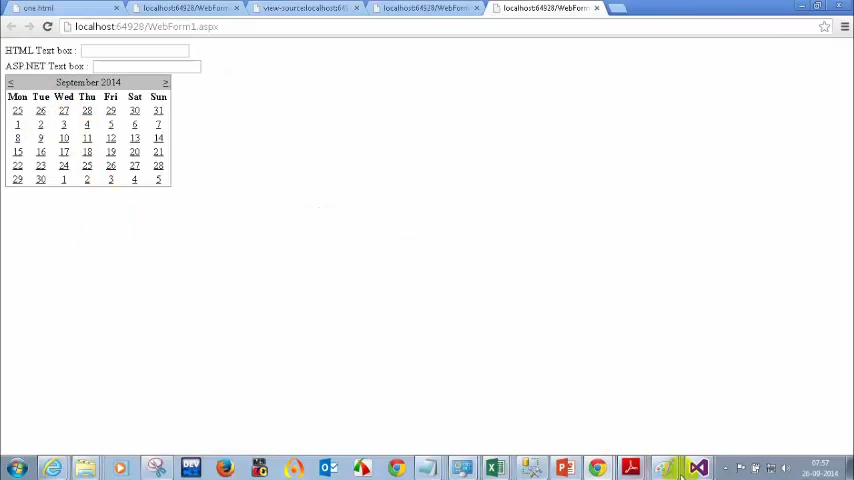 one.html
localhost:64928/WebForm
view-source:localhost:649
localhost:64928/WebForm
localhost:64928/WebForm
localhost:64928/WebForm1.aspx
HTML Text box :
ASP.NET Text box :
< September 2014 >
Mon Tue Wed Thu Fri Sat Sun
25 26 27 28 29 30 31
1 2 3 4 5 6 7
8 9 10 11 12 13 14
15 16 17 18 19 20 21
22 23 24 25 26 27 28
29 30 1 2 3 4 5
DEV
07:57
26-09-2014